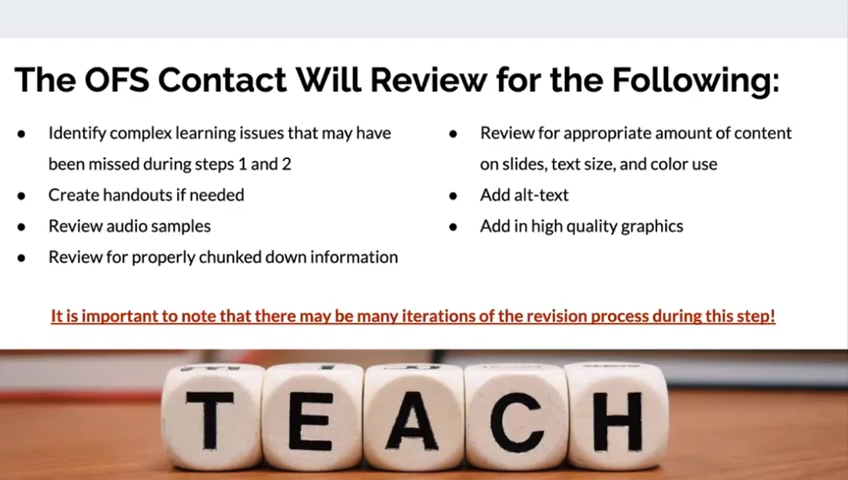 The OFS Contact Will Review for the Following:
● Identify complex learning issues that may have
been missed during steps 1 and 2
● Create handouts if needed
● Review audio samples
● Review for properly chunked down information
● Review for appropriate amount of content
on slides, text size, and color use
● Add alt-text
● Add in high quality graphics
It is important to note that there may be many iterations of the revision process during this step!
TEACH